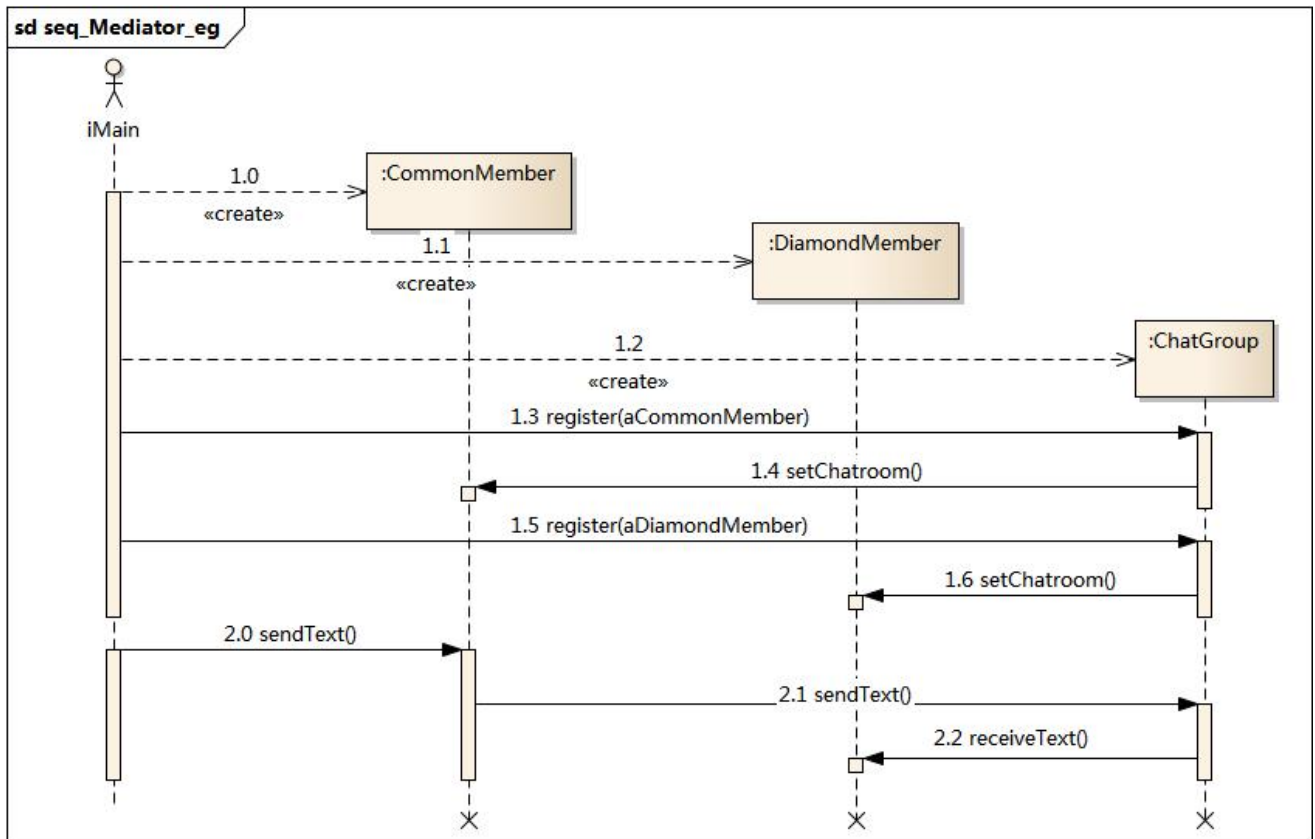 sd seq_Mediator_eg
iMain
:CommonMember
1.0
«create»
:DiamondMember
1.1
«create»
:ChatGroup
1.2
«create»
1.3 register(aCommonMember)
1.4 setChatroom()
1.5 register(aDiamondMember)
1.6 setChatroom()
2.0 sendText()
2.1 sendText()
2.2 receiveText()